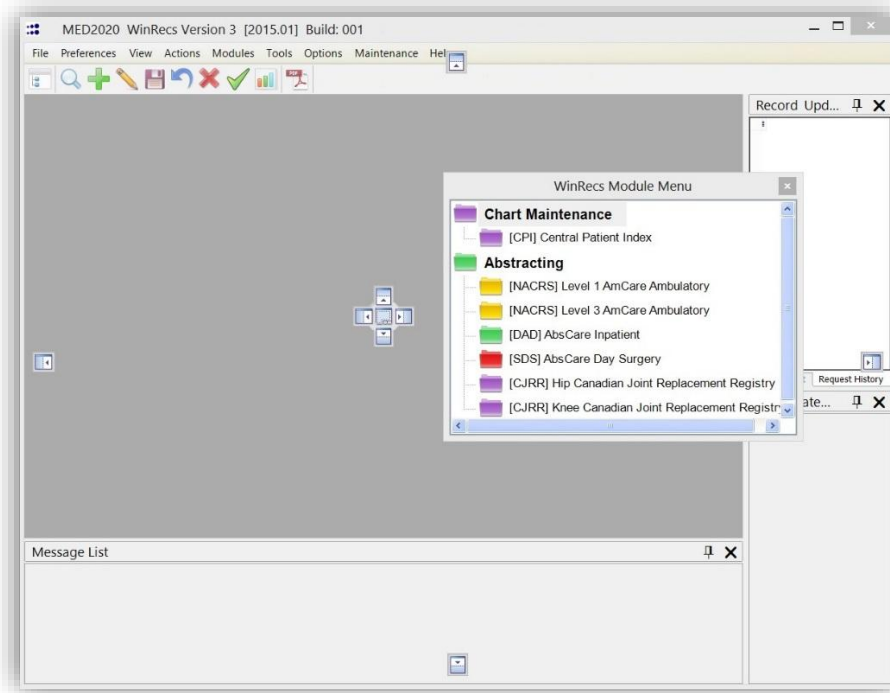 MED2020 WinRecs Version 3 [2015.01] Build: 001
File Preferences View Actions Modules Tools Options Maintenance
Record Upd...
WinRecs Module Menu
Chart Maintenance
[CPI] Central Patient Index
Abstracting
[NACRS] Level 1 AmCare Ambulatory
[NACRS] Level 3 AmCare Ambulatory
[DAD] AbsCare Inpatient
[SDS] AbsCare Day Surgery
[CJRR] Hip Canadian Joint Replacement Registry
[CJRR] Knee Canadian Joint Replacement Registry
Request History
Message List